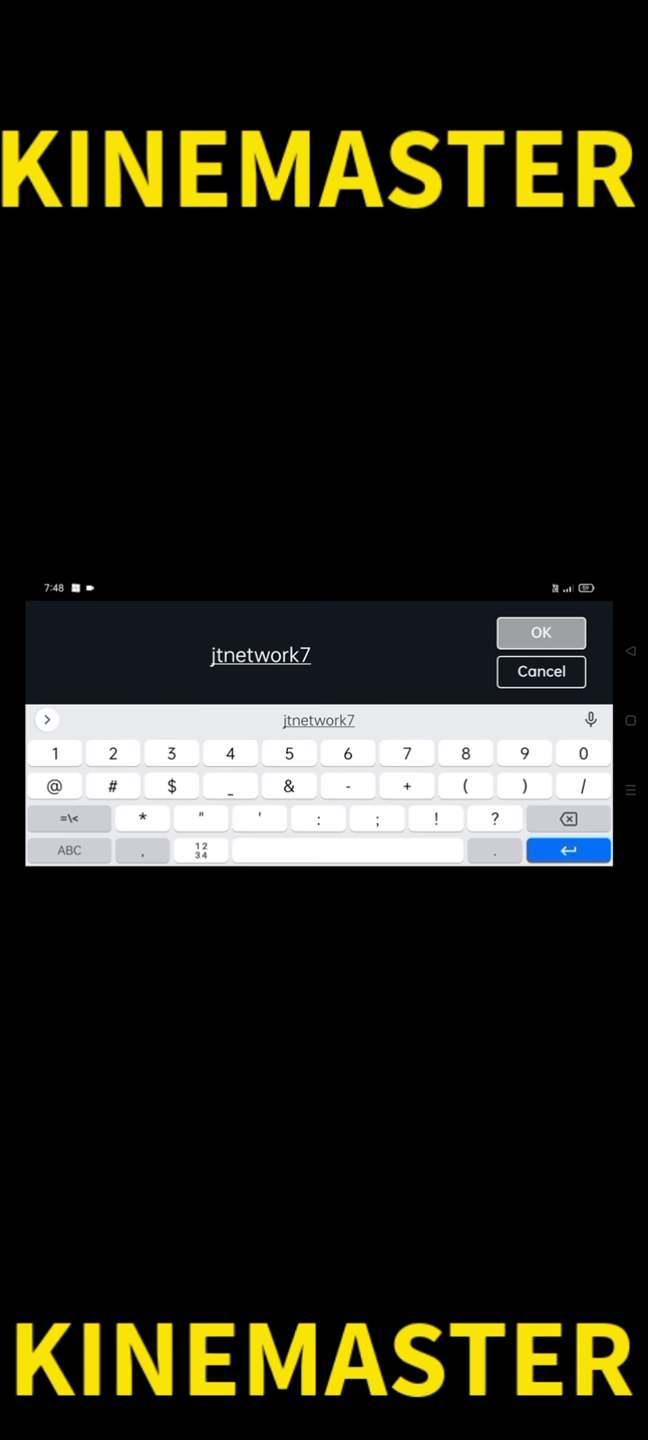 KINEMASTER
7:48
59
OK
jtnetwork7
Cancel
jtnetwork7
1 2 3 4 5 6 7 8 9 0
@ # $ _ & - + ( ) /
=\< * " ' : ; ! ?
ABC , 12 34 .
KINEMASTER